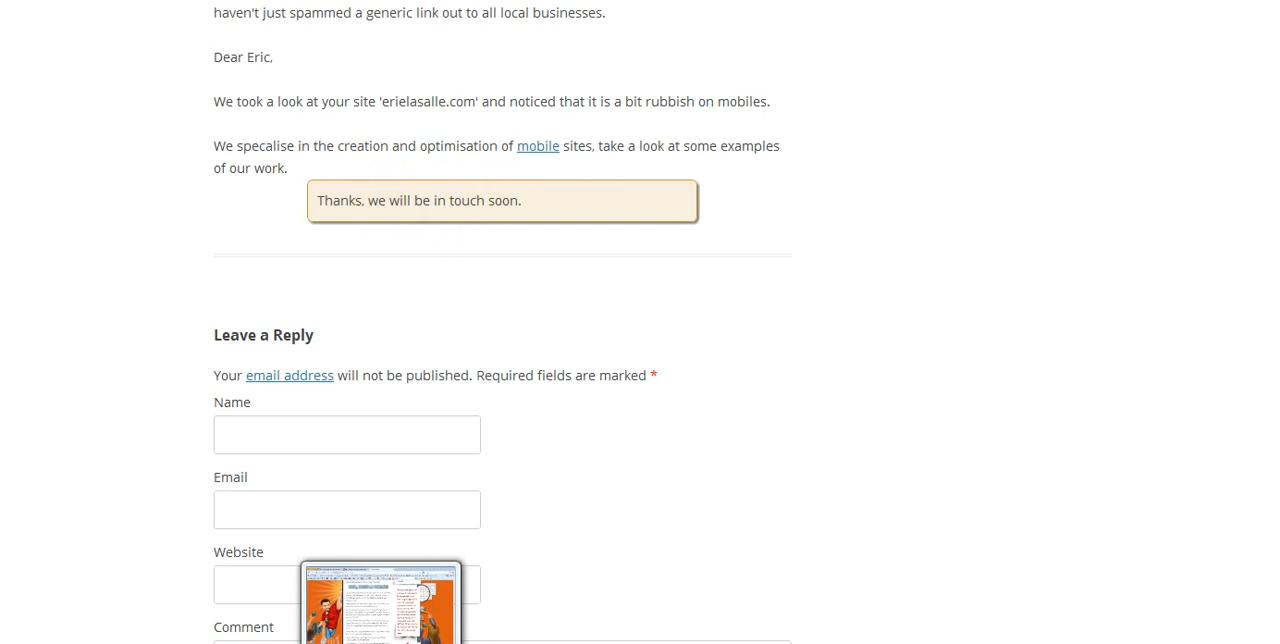 haven't just spammed a generic link out to all local businesses.
Dear Eric,
We took a look at your site 'erielasalle.com' and noticed that it is a bit rubbish on mobiles.
We specalise in the creation and optimisation of mobile sites, take a look at some examples
of our work.
Thanks, we will be in touch soon.
Leave a Reply
Your email address will not be published. Required fields are marked *
Name
Email
Website
Comment